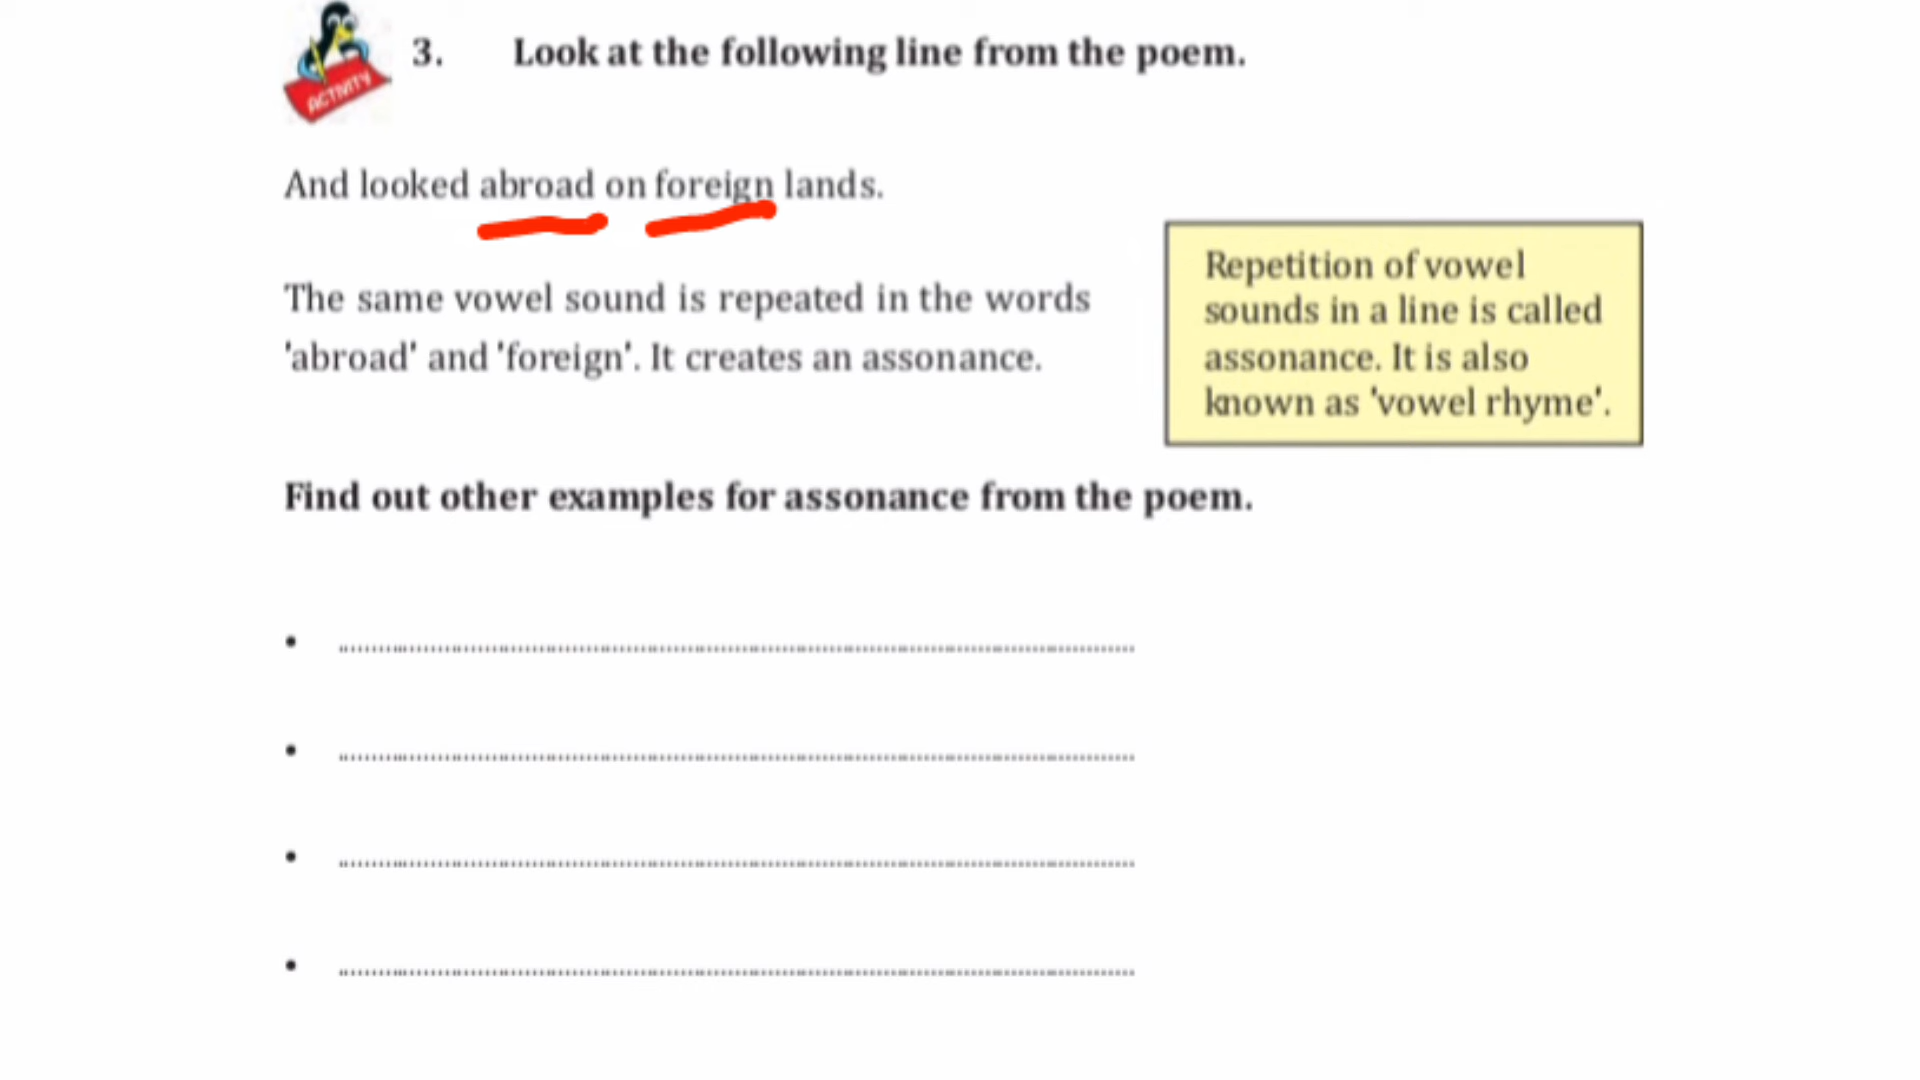 ACTIVITY
3. Look at the following line from the poem.
And looked abroad on foreign lands.
The same vowel sound is repeated in the words
'abroad' and 'foreign'. It creates an assonance.
Repetition of vowel
sounds in a line is called
assonance. It is also
known as 'vowel rhyme'.
Find out other examples for assonance from the poem.
•
•
•
•